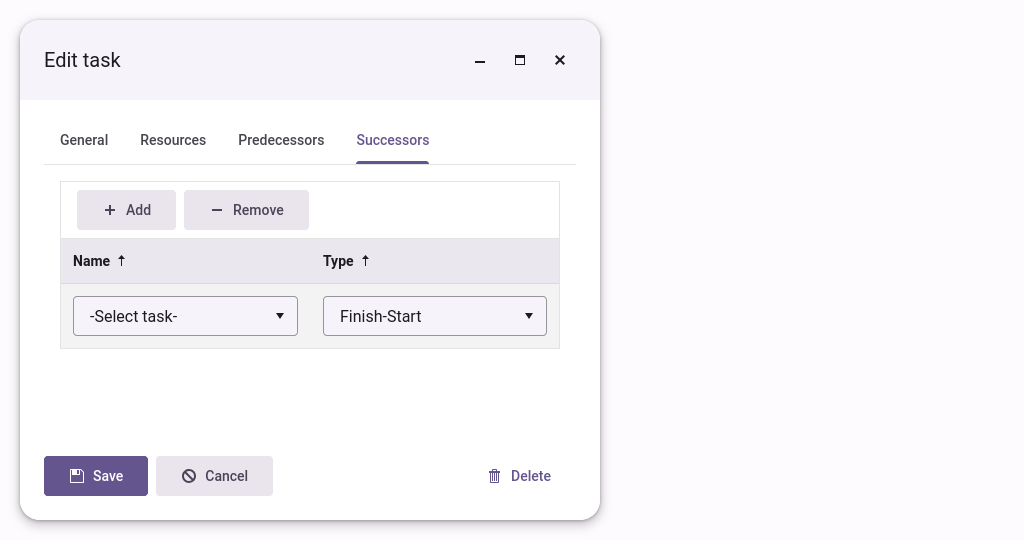 Edit task
General Resources Predecessors Successors
Add Remove
Name Type
-Select task- Finish-Start
Save Cancel Delete